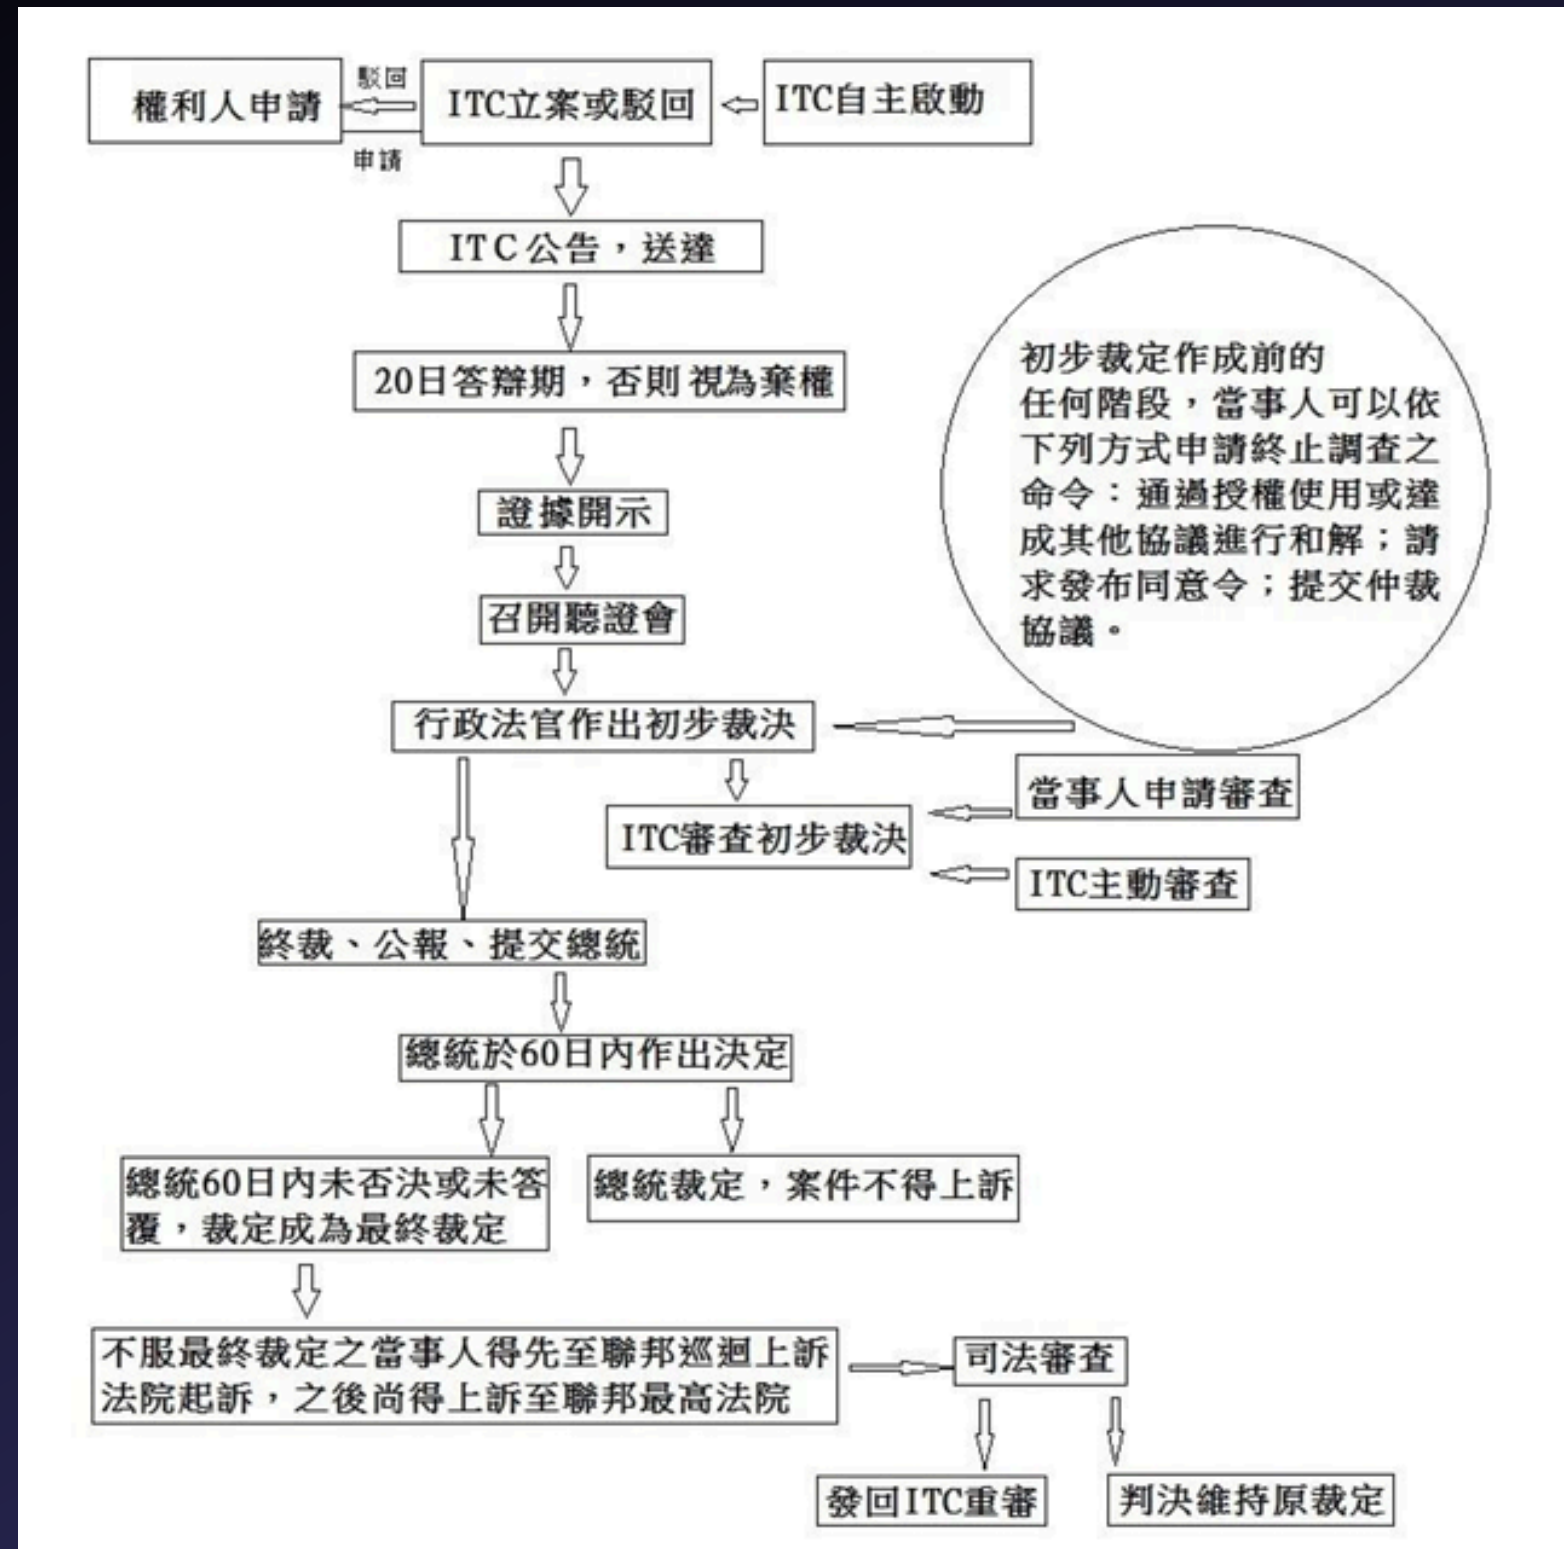 權利人申請
駁回
申請
ITC立案或駁回
ITC自主啟動
ITC公告，送達
20日答辯期，否則視為棄權
證據開示
召開聽證會
初步裁定作成前的
任何階段，當事人可以依
下列方式申請終止調查之
命令：通過授權使用或達
成其他協議進行和解；請
求發布同意令；提交仲裁
協議。
行政法官作出初步裁決
當事人申請審查
ITC審查初步裁決
ITC主動審查
終裁、公報、提交總統
總統於60日內作出決定
總統60日內未否決或未答
覆，裁定成為最終裁定
總統裁定，案件不得上訴
不服最終裁定之當事人得先至聯邦巡迴上訴
法院起訴，之後尚得上訴至聯邦最高法院
司法審查
發回ITC重審
判決維持原裁定